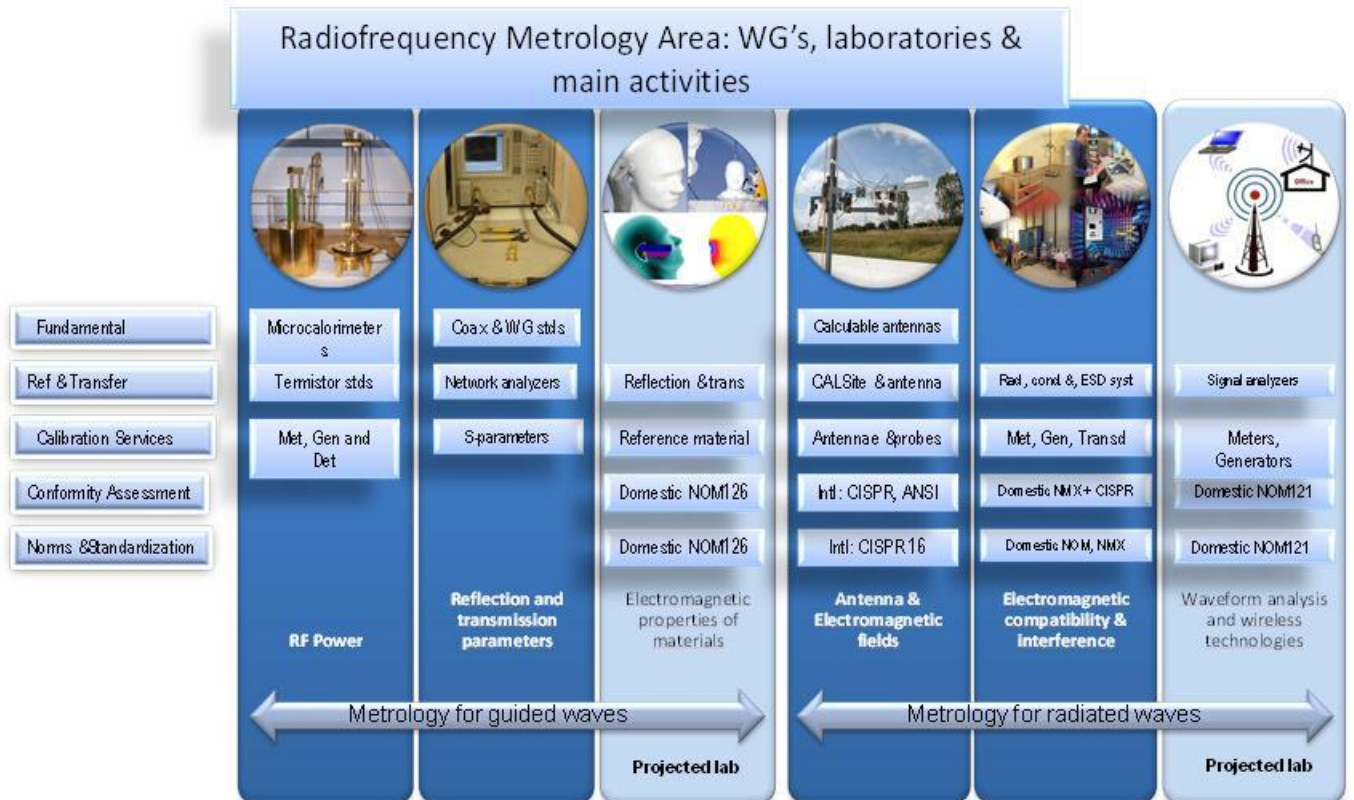 Radiofrequency Metrology Area: WG's, laboratories &
main activities
Office
Fundamental
Microcalorimeter
s
Coax & WG stds
Calculable antennas
Ref & Transfer
Termistor stds
Network analyzers
Reflection & trans
CALSite & antenna
Rad, cond. &, ESD syst
Signal analyzers
Calibration Services
Met, Gen and
Det
S-parameters
Reference material
Antennae &probes
Met, Gen, Transd
Meters,
Generators
Conformity Assessment
Domestic NOM126
Intl: CISPR, ANSI
Domestic NMX + CISPR
Domestic NOM121
Norms &Standardization
Domestic NOM126
Intl: CISPR 16
Domestic NOM, NMX
Domestic NOM121
RF Power
Reflection and
transmission
parameters
Electromagnetic
properties of
materials
Antenna &
Electromagnetic
fields
Electromagnetic
compatibility &
interference
Waveform analysis
and wireless
technologies
Metrology for guided waves
Metrology for radiated waves
Projected lab
Projected lab